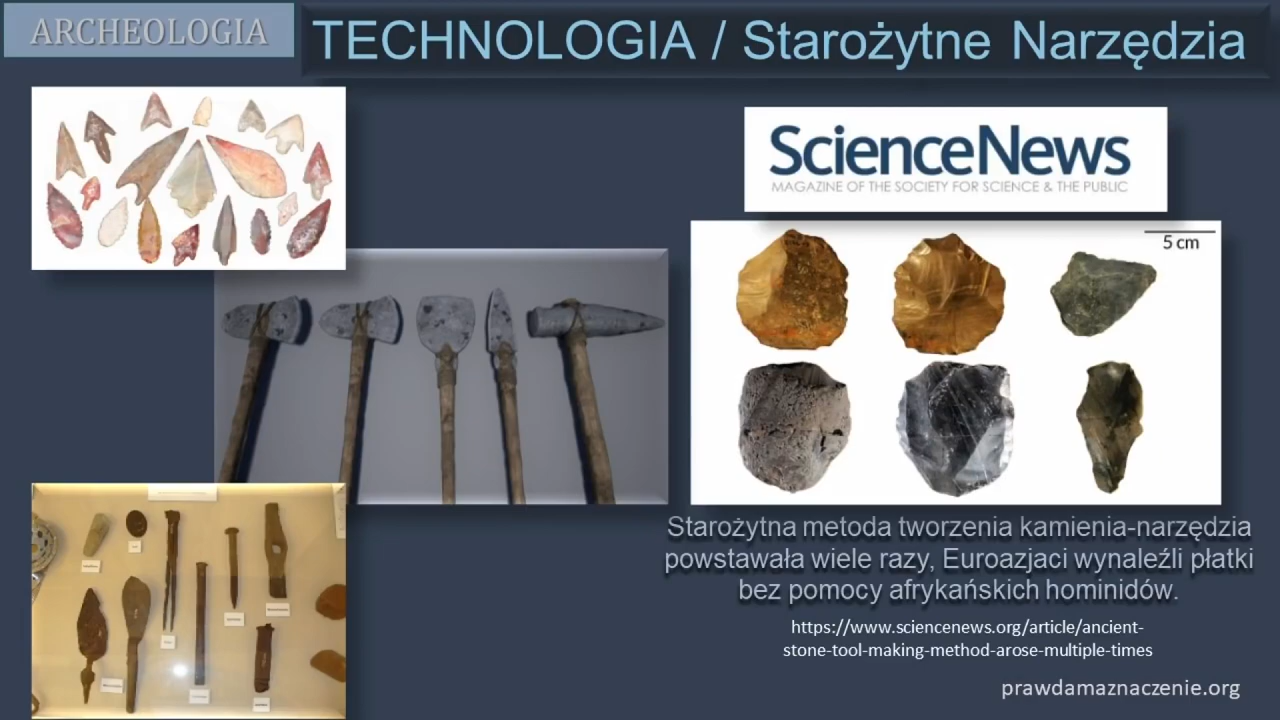 ARCHEOLOGIA
TECHNOLOGIA / Starożytne Narzędzia
ScienceNews
MAGAZINE OF THE SOCIETY FOR SCIENCE & THE PUBLIC
5 cm
Starożytna metoda tworzenia kamienia-narzędzia
powstawała wiele razy, Euroazjaci wynaleźli płatki
bez pomocy afrykańskich hominidów.
https://www.sciencenews.org/article/ancient-
stone-tool-making-method-arose-multiple-times
prawdamaznaczenie.org